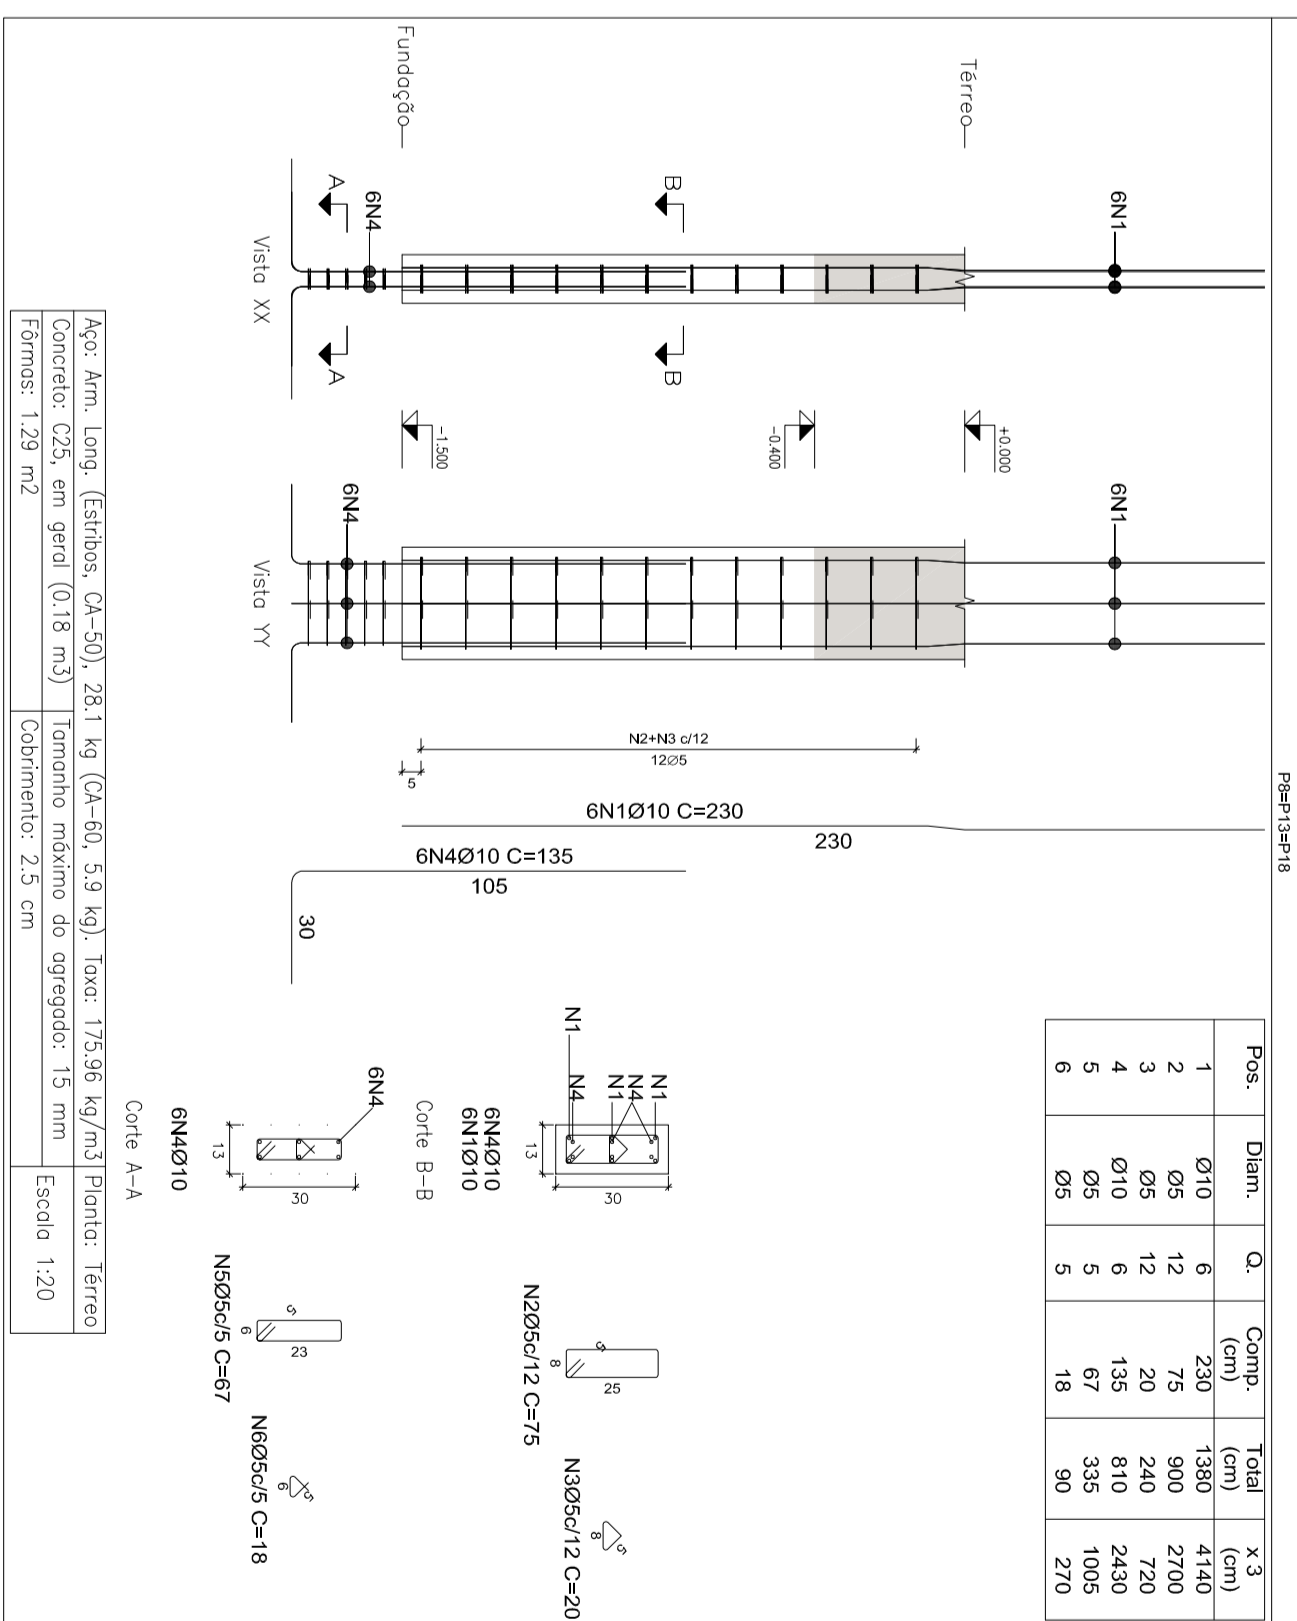 P8=P13=P18
Térreo
Fundação
6N1
6N4
A
A
B
B
Vista XX
+0.000
-0.400
-1.500
6N1
6N4
Vista YY
N2+N3 c/12
12Ø5
5
6N1Ø10 C=230
230
6N4Ø10 C=135
105
30
Pos. Diam. Q. Comp. (cm) Total (cm) x 3 (cm)
1 Ø10 6 230 1380 4140
2 Ø5 12 75 900 2700
3 Ø5 12 20 240 720
4 Ø10 6 135 810 2430
5 Ø5 5 67 335 1005
6 Ø5 5 18 90 270
N1
N4
N1
N4
N1
13
30
6N4Ø10
6N1Ø10
Corte B-B
5
8
25
N2Ø5c/12 C=75
5
8
N3Ø5c/12 C=20
6N4
13
30
6N4Ø10
Corte A-A
5
6
23
N5Ø5c/5 C=67
5
6
N6Ø5c/5 C=18
Aço: Arm. Long. (Estribos, CA-50), 28.1 kg (CA-60, 5.9 kg). Taxa: 175.96 kg/m3 Planta: Térreo
Concreto: C25, em geral (0.18 m3) Tamanho máximo do agregado: 15 mm Escala 1:20
Fôrmas: 1.29 m2 Cobrimento: 2.5 cm